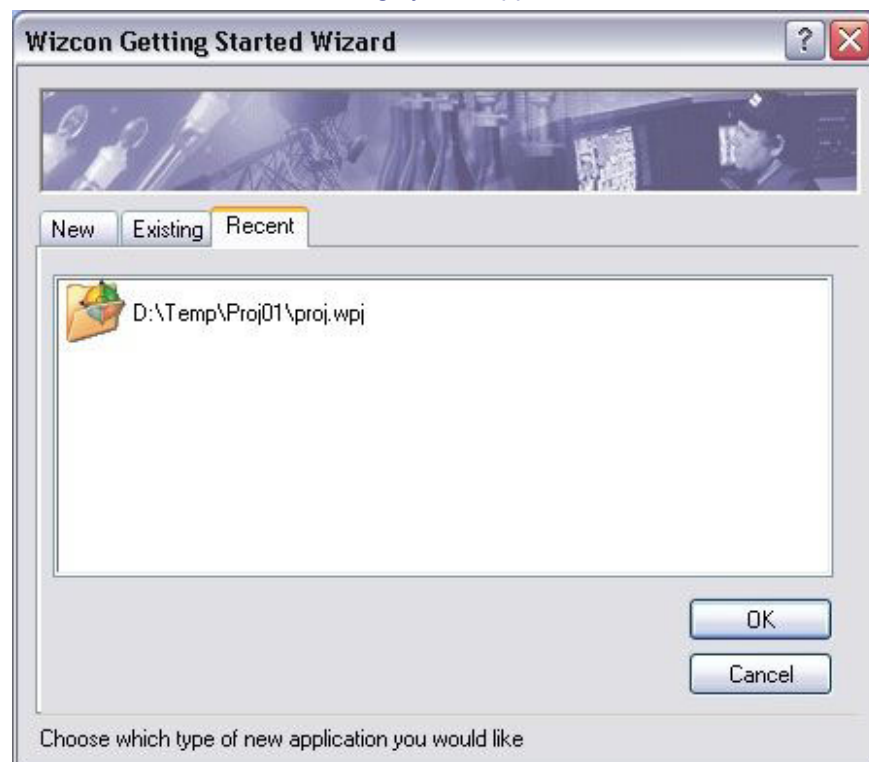 Wizcon Getting Started Wizard
New Existing Recent
D:\Temp\Proj01\proj.wpj
OK
Cancel
Choose which type of new application you would like